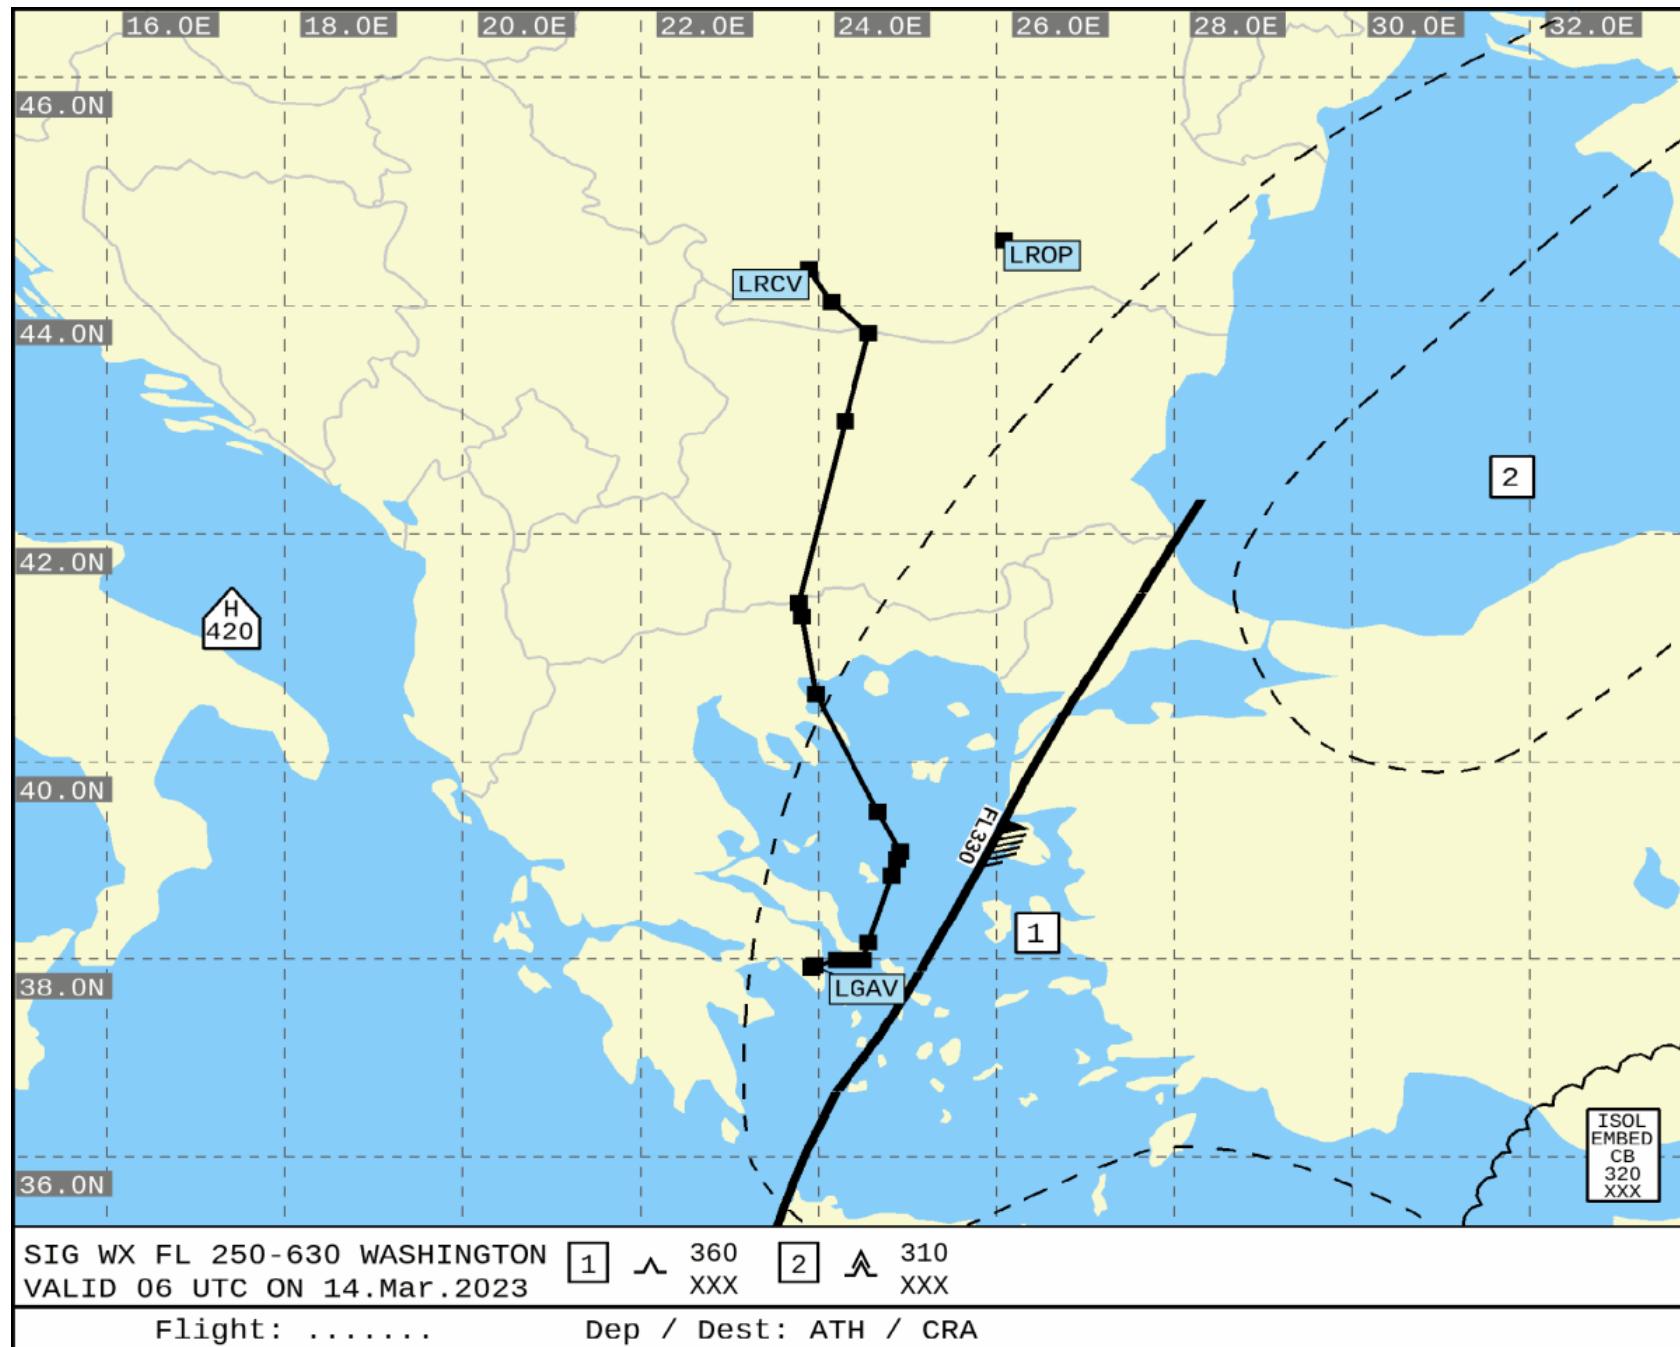 16.0E 18.0E 20.0E 22.0E 24.0E 26.0E 28.0E 30.0E 32.0E
46.0N
LROP
LRCV
44.0N
2
42.0N
H
420
40.0N
FL330
1
38.0N
LGAV
ISOL
EMBED
CB
320
XXX
36.0N
SIG WX FL 250-630 WASHINGTON 1 360 2 310
VALID 06 UTC ON 14.Mar.2023 XXX XXX
Flight: ....... Dep / Dest: ATH / CRA